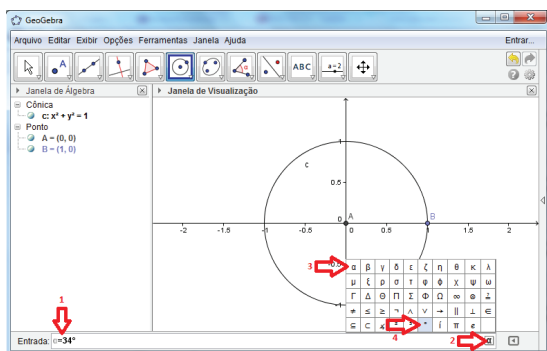 GeoGebra
Arquivo Editar Exibir Opções Ferramentas Janela Ajuda
Entrar...
A
ABC
a=2
Janela de Álgebra
Janela de Visualização
Cônica
c: x² + y² = 1
Ponto
A = (0, 0)
B = (1, 0)
1
c
0.5
-2 -1.5 -1 0 0 0.5 1 1.5 2
A
B
-0.5
-1
3
α β γ δ ε ζ η θ κ λ
μ ξ ρ σ τ φ ϕ χ ψ ω
Γ Δ Θ Π Σ Φ Ω ∞ ⊗ ≟
≠ ≤ ≥ ¬ ∧ ∨ → ∥ ⊥ ∈
⊆ ⊂ ∡ ° í π e
4
1
Entrada: α=34°
2
α